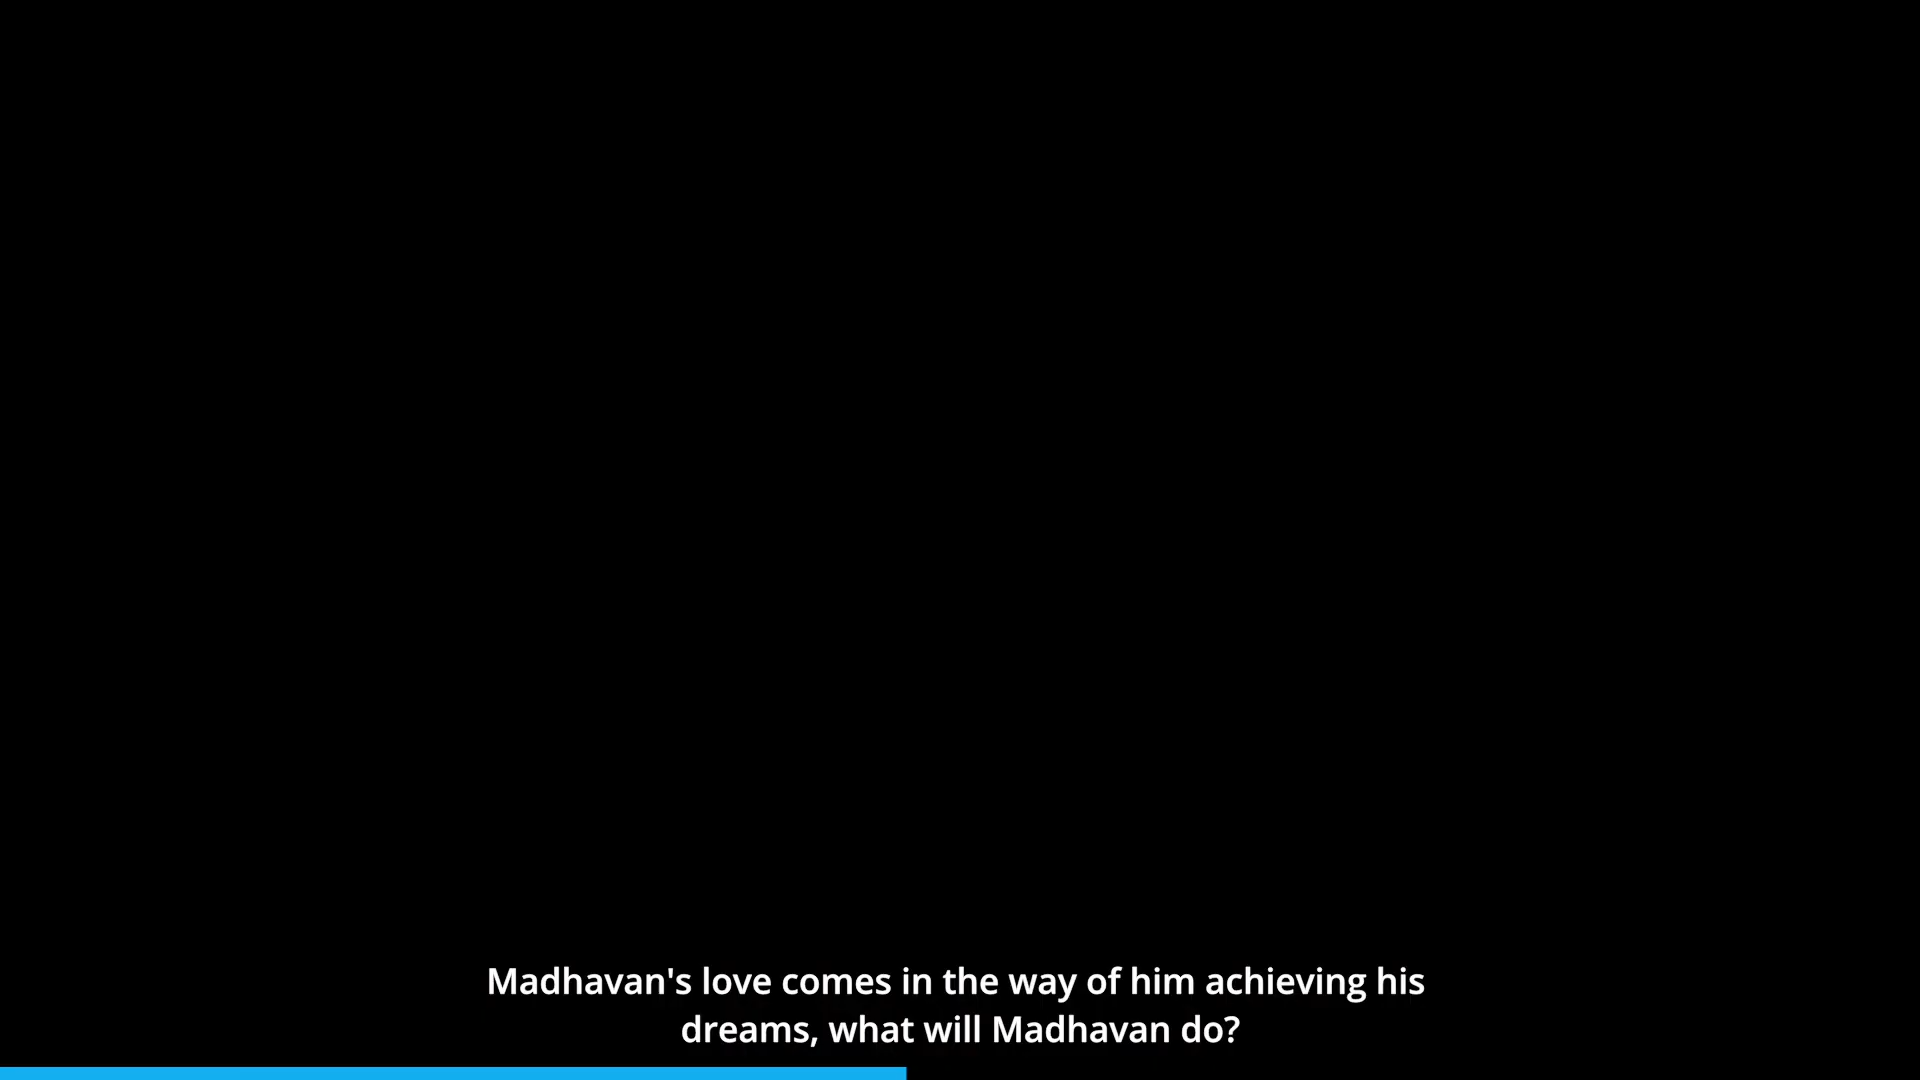 Madhavan's love comes in the way of him achieving his
dreams, what will Madhavan do?